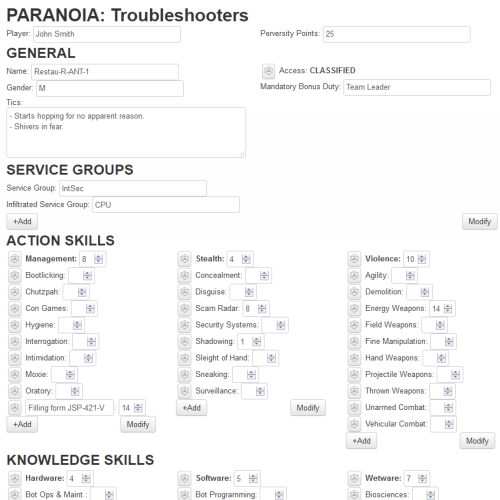 PARANOIA: Troubleshooters
Player: John Smith Perversity Points: 25
GENERAL
Name: Restau-R-ANT-1 Access: CLASSIFIED
Gender: M Mandatory Bonus Duty: Team Leader
Tics:
- Starts hopping for no apparent reason.
- Shivers in fear.
SERVICE GROUPS
Service Group: IntSec
Infiltrated Service Group: CPU
+Add Modify
ACTION SKILLS
Management: 8 Stealth: 4 Violence: 10
Bootlicking: Concealment: Agility:
Chutzpah: Disguise: Demolition:
Con Games: Scam Radar: 8 Energy Weapons: 14
Hygiene: Security Systems: Field Weapons:
Interrogation: Shadowing: 1 Fine Manipulation:
Intimidation: Sleight of Hand: Hand Weapons:
Moxie: Sneaking: Projectile Weapons:
Oratory: Surveillance: Thrown Weapons:
Filling form JSP-421-V : 14 +Add Modify Unarmed Combat:
+Add Modify Vehicular Combat:
+Add Modify
KNOWLEDGE SKILLS
Hardware: 4 Software: 5 Wetware: 7
Bot Ops & Maint.: Bot Programming: Biosciences: